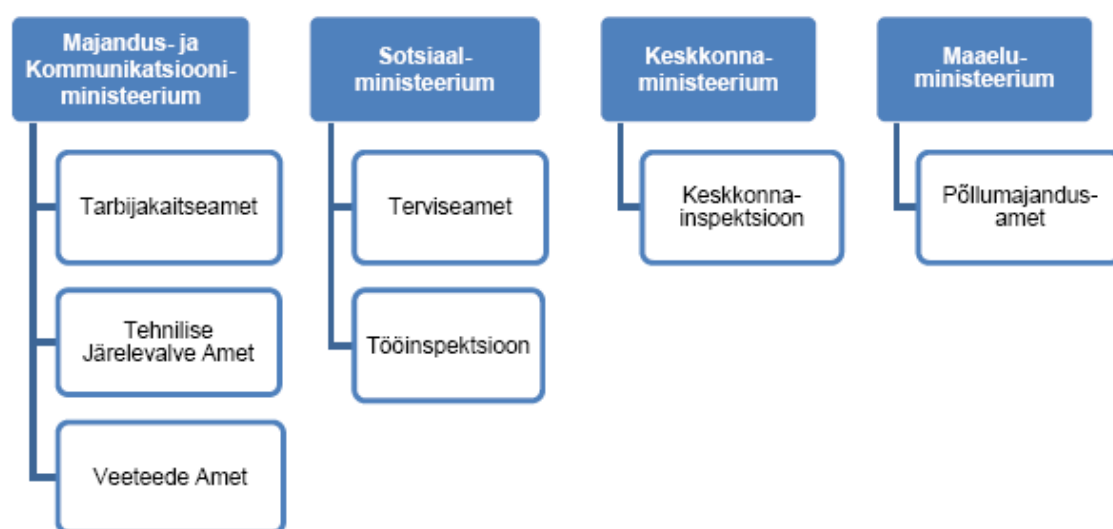 Majandus- ja
Kommunikatsiooni-
ministeerium
Tarbijakaitseamet
Tehnilise
Järelevalve Amet
Veeteede Amet
Sotsiaal-
ministeerium
Terviseamet
Tööinspektsioon
Keskkonna-
ministeerium
Keskkonna-
inspektsioon
Maaelu-
ministeerium
Põllumajandus-
amet